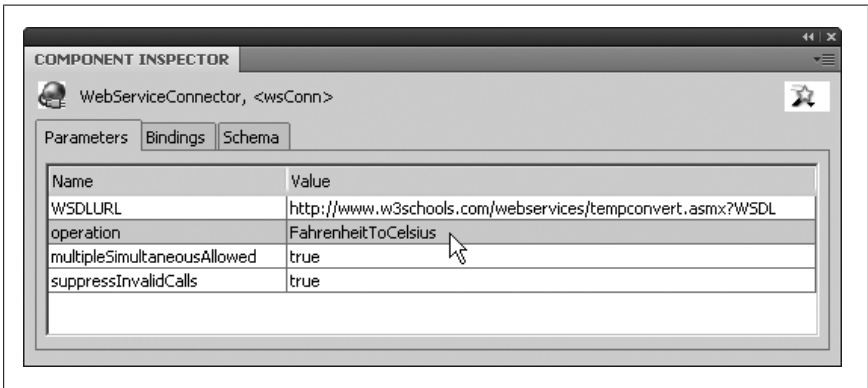 COMPONENT INSPECTOR
WebServiceConnector, <wsConn>
Parameters Bindings Schema
Name Value
WSDLURL http://www.w3schools.com/webservices/tempconvert.asmx?WSDL
operation FahrenheitToCelsius
multipleSimultaneousAllowed true
suppressInvalidCalls true